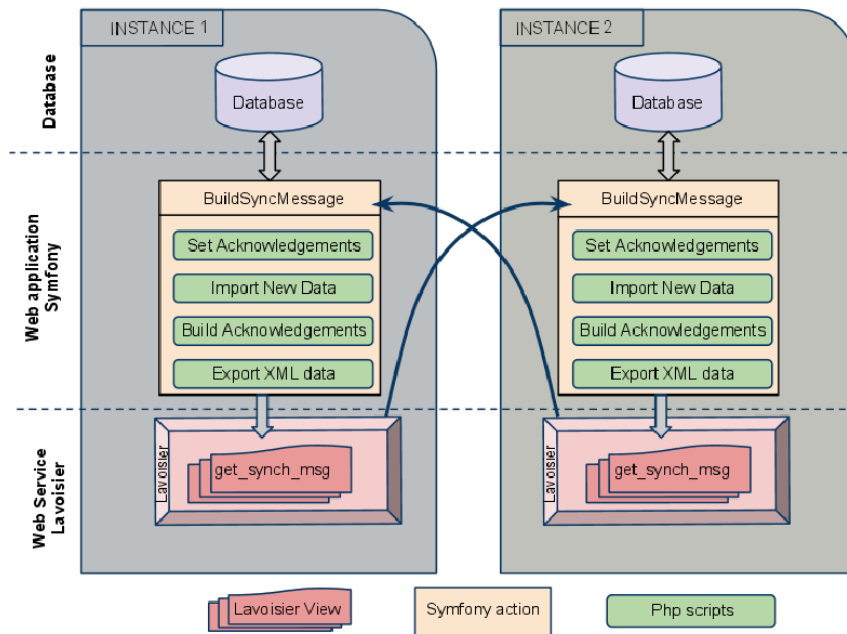 INSTANCE 1
INSTANCE 2
Database
Database
Database
Web application
Symfony
BuildSyncMessage
Set Acknowledgements
Import New Data
Build Acknowledgements
Export XML data
BuildSyncMessage
Set Acknowledgements
Import New Data
Build Acknowledgements
Export XML data
Web Service
Lavoisier
Lavoisier
get_synch_msg
Lavoisier
get_synch_msg
Lavoisier View
Symfony action
Php scripts